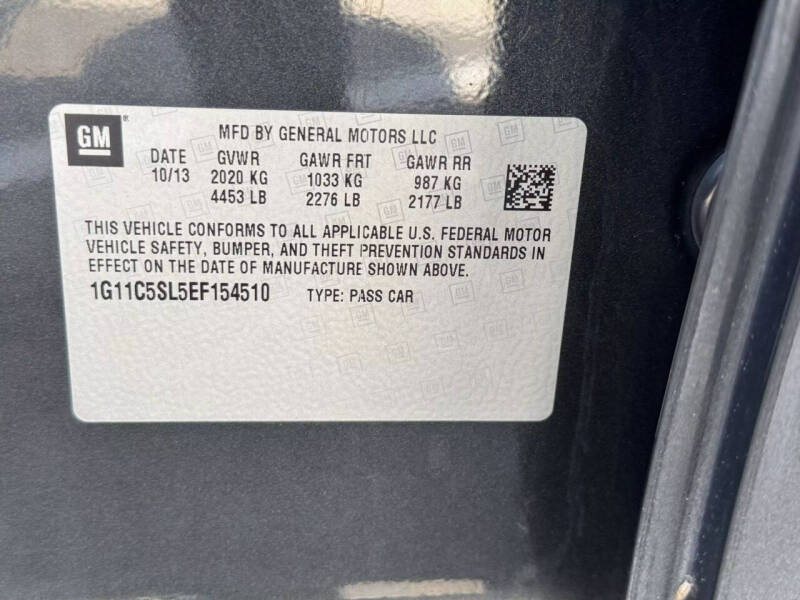 GM® MFD BY GENERAL MOTORS LLC
DATE GVWR GAWR FRT GAWR RR
10/13 2020 KG 1033 KG 987 KG
4453 LB 2276 LB 2177 LB
THIS VEHICLE CONFORMS TO ALL APPLICABLE U.S. FEDERAL MOTOR
VEHICLE SAFETY, BUMPER, AND THEFT PREVENTION STANDARDS IN
EFFECT ON THE DATE OF MANUFACTURE SHOWN ABOVE.
1G11C5SL5EF154510 TYPE: PASS CAR